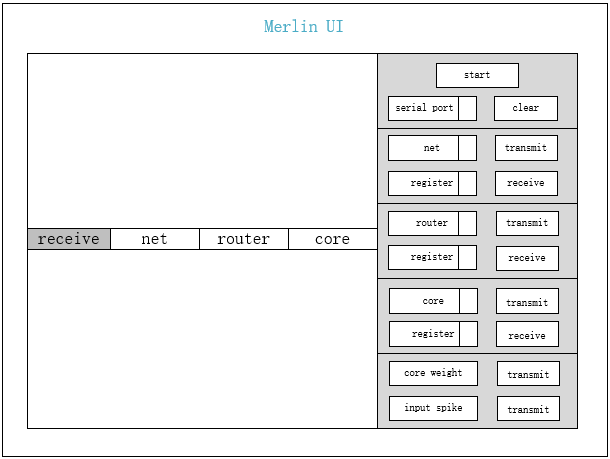 Merlin UI
start
serial port clear
net transmit
register receive
router transmit
register receive
core transmit
register receive
core weight transmit
input spike transmit
receive net router core